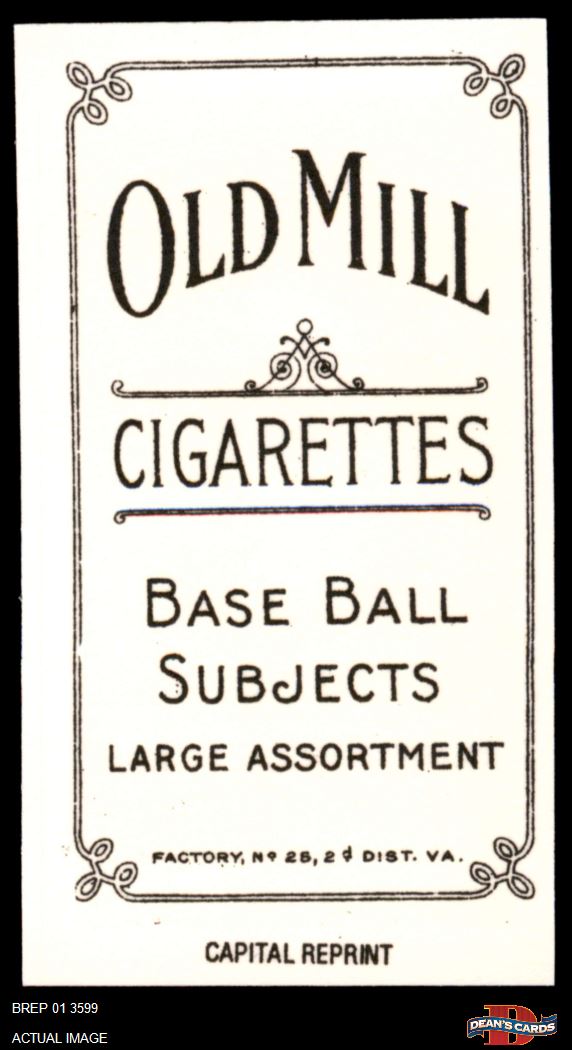 OLD MILL
CIGARETTES
BASE BALL
SUBJECTS
LARGE ASSORTMENT
FACTORY, Nº 25, 2d DIST. VA.
CAPITAL REPRINT
BREP 01 3599
ACTUAL IMAGE
D
DEAN'S CARDS